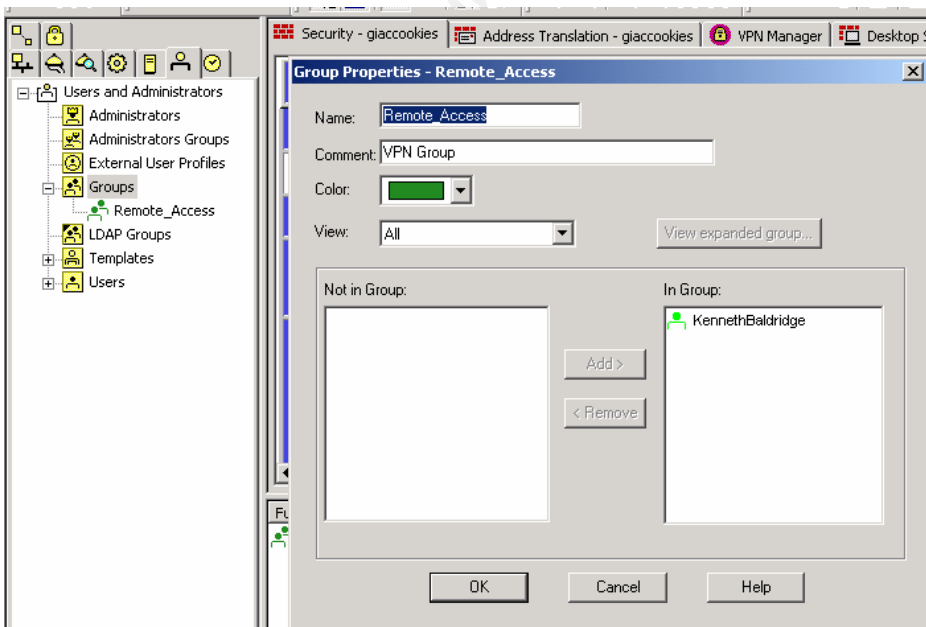 Security - giaccookies
Address Translation - giaccookies
VPN Manager
Desktop S
Users and Administrators
Administrators
Administrators Groups
External User Profiles
Groups
Remote_Access
LDAP Groups
Templates
Users
Group Properties - Remote_Access
Name: Remote_Access
Comment: VPN Group
Color:
View: All
View expanded group...
Not in Group:
In Group:
KennethBaldridge
Add >
< Remove
OK
Cancel
Help